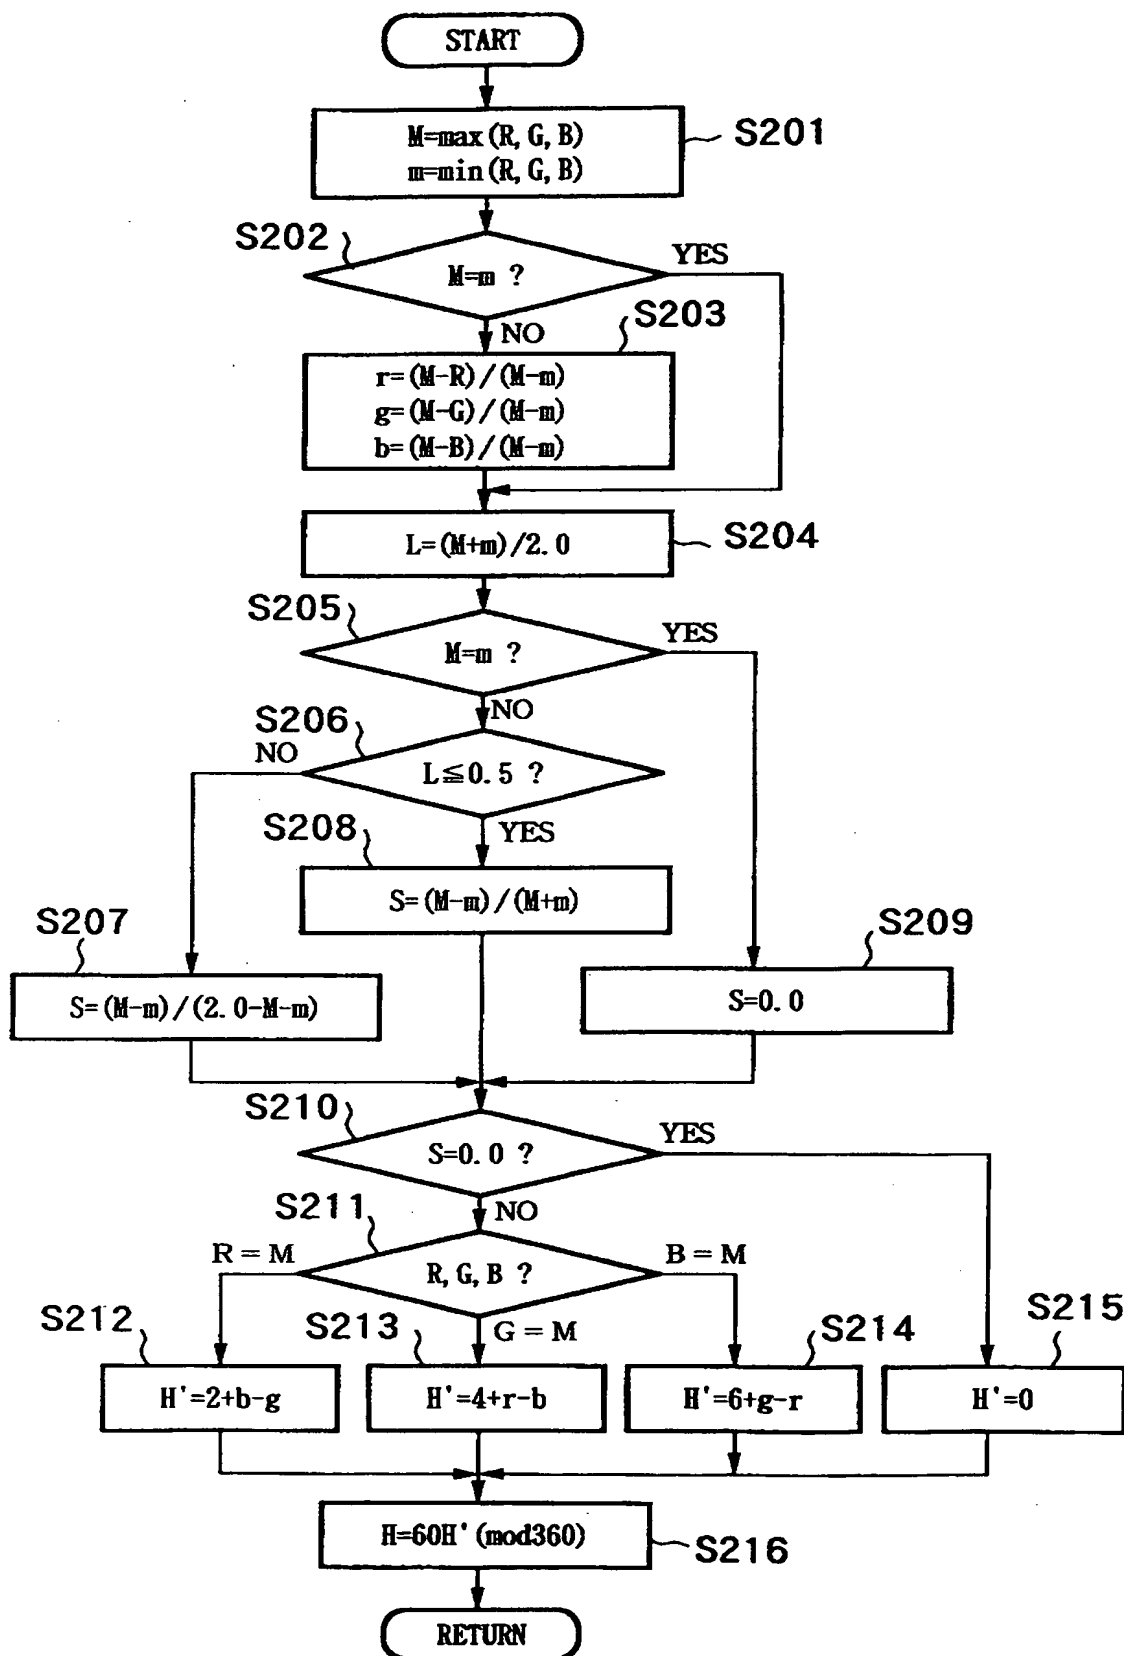 START
M=max(R,G,B)
m=min(R,G,B)
S201
S202
M=m ?
YES
NO
S203
r=(M-R)/(M-m)
g=(M-G)/(M-m)
b=(M-B)/(M-m)
L=(M+m)/2.0
S204
S205
M=m ?
YES
NO
S206
NO
L≦0.5 ?
YES
S208
S=(M-m)/(M+m)
S207
S=(M-m)/(2.0-M-m)
S209
S=0.0
S210
S=0.0 ?
YES
NO
S211
R = M
R,G,B ?
B = M
G = M
S212
H'=2+b-g
S213
H'=4+r-b
S214
H'=6+g-r
S215
H'=0
H=60H'(mod360)
S216
RETURN